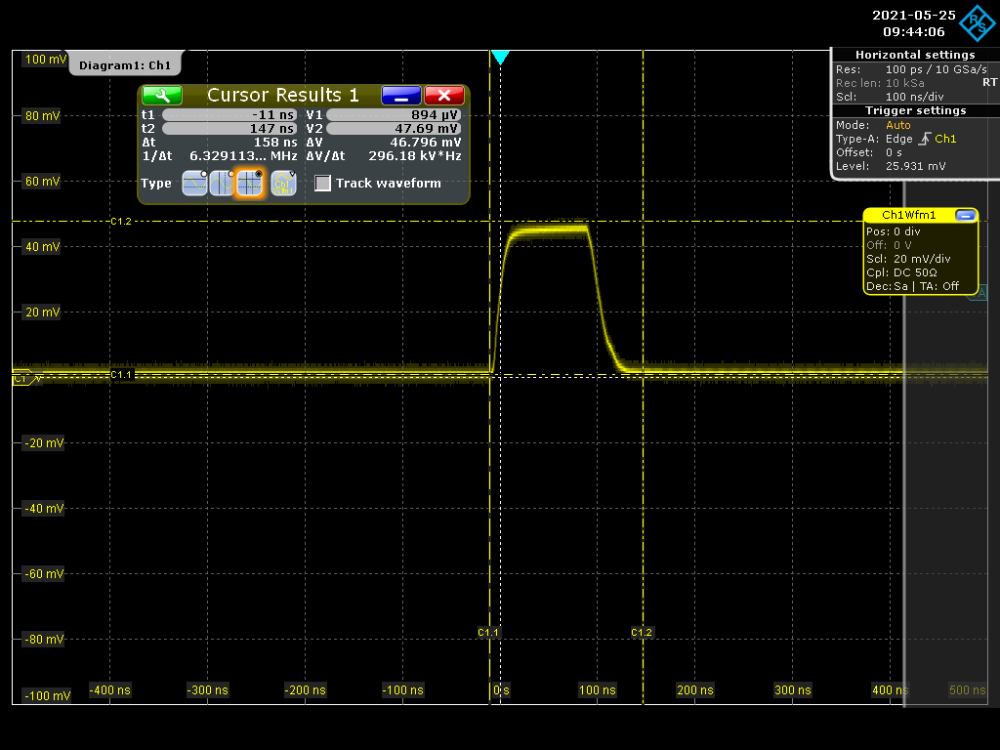 2021-05-25
09:44:06
Diagram1: Ch1
Horizontal settings
Res: 100 ps / 10 GSa/s
Rec len: 10 kSa RT
Scl: 100 ns/div
Trigger settings
Mode: Auto
Type-A: Edge Ch1
Offset: 0 s
Level: 25.931 mV
Cursor Results 1
t1 -11 ns V1 894 µV
t2 147 ns V2 47.69 mV
Δt 158 ns ΔV 46.796 mV
1/Δt 6.329113... MHz ΔV/Δt 296.18 kV*Hz
Type Track waveform
Ch1Wfm1
Pos: 0 div
Off: 0 V
Scl: 20 mV/div
Cpl: DC 50Ω
Dec: Sa | TA: Off
TA
100 mV
80 mV
60 mV
C1.2
40 mV
20 mV
C1.1
C1
-20 mV
-40 mV
-60 mV
C1.1 C1.2
-80 mV
-100 mV
-400 ns -300 ns -200 ns -100 ns 0 s 100 ns 200 ns 300 ns 400 ns 500 ns